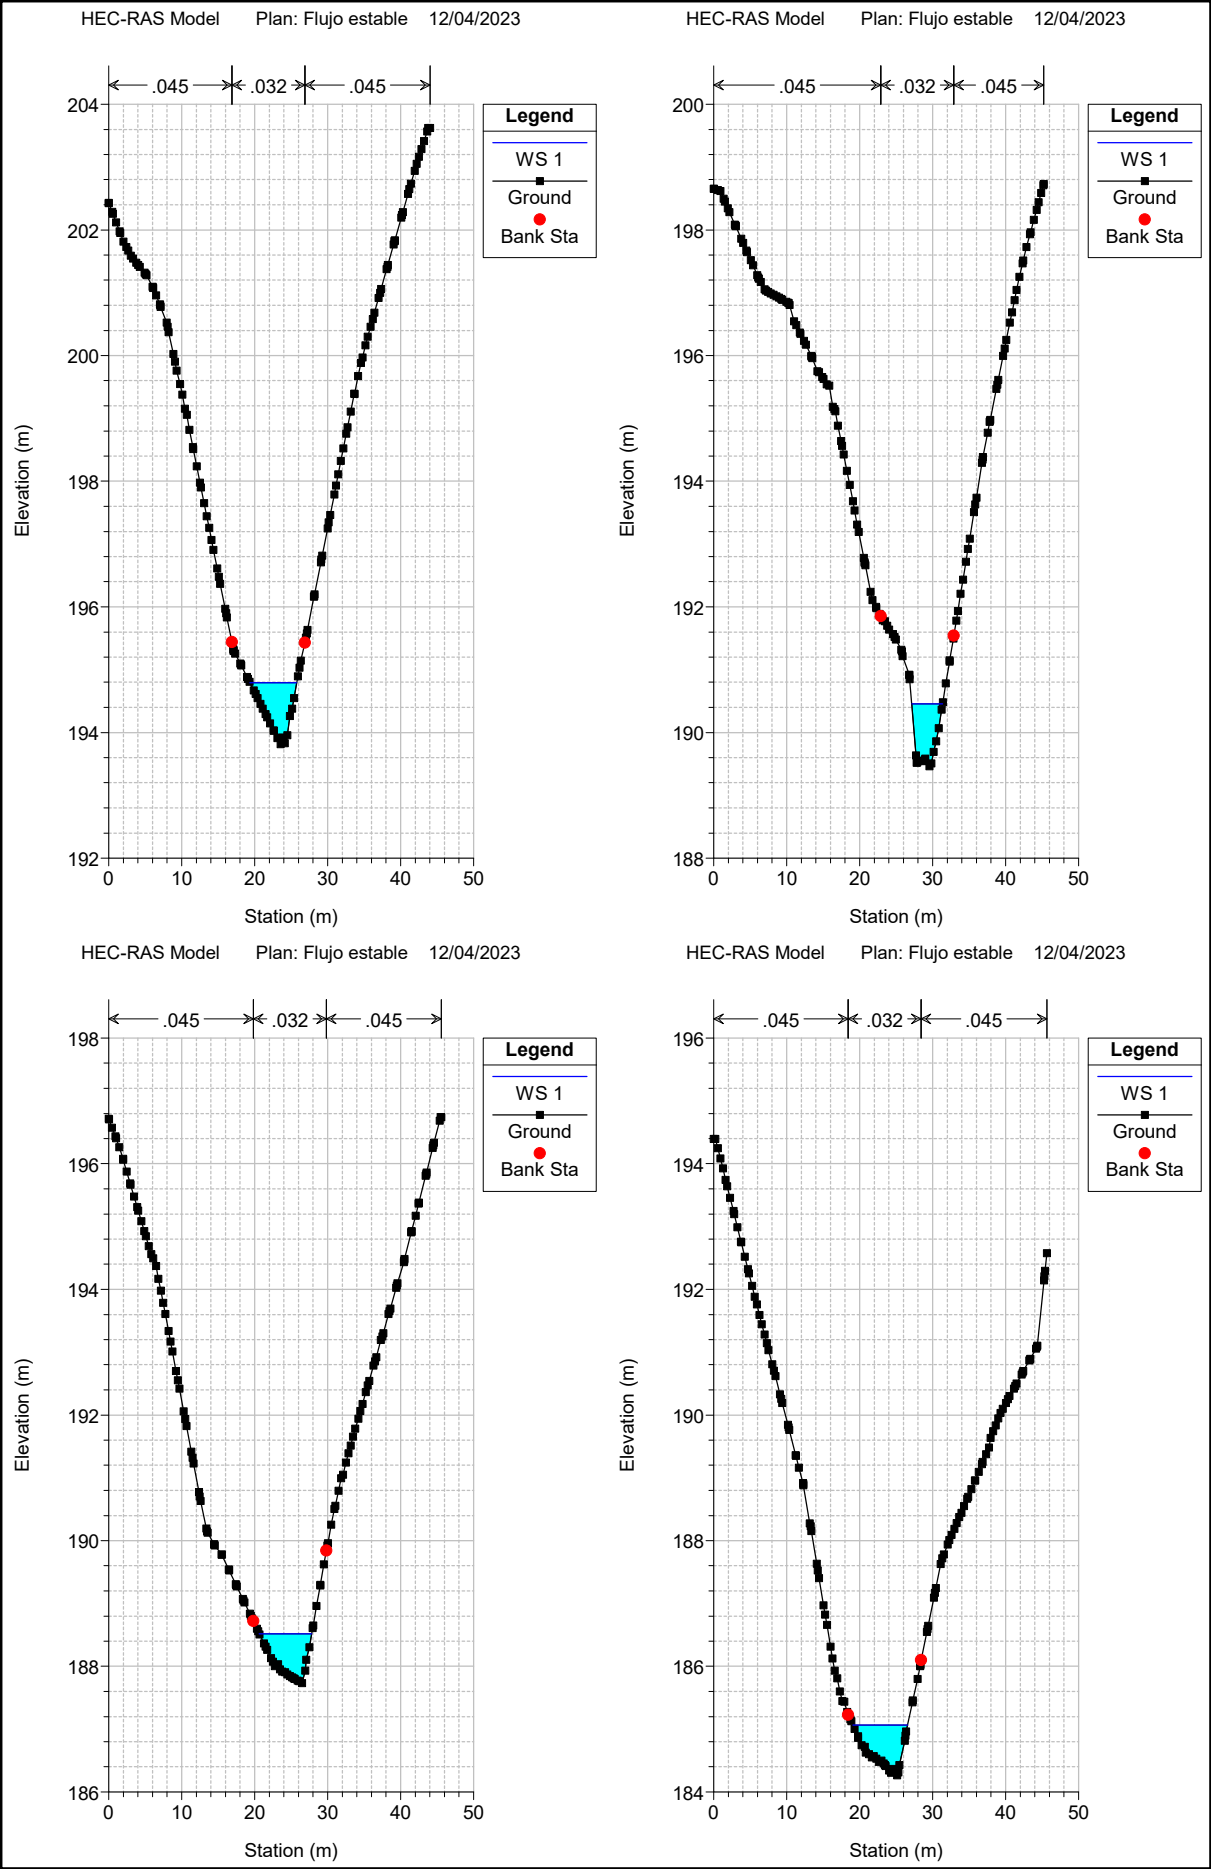 HEC-RAS Model Plan: Flujo estable 12/04/2023
.045 .032 .045
Legend
WS 1
Ground
Bank Sta
204
202
200
198
196
194
192
0 10 20 30 40 50
Elevation (m)
Station (m)
HEC-RAS Model Plan: Flujo estable 12/04/2023
.045 .032 .045
Legend
WS 1
Ground
Bank Sta
200
198
196
194
192
190
188
0 10 20 30 40 50
Elevation (m)
Station (m)
HEC-RAS Model Plan: Flujo estable 12/04/2023
.045 .032 .045
Legend
WS 1
Ground
Bank Sta
198
196
194
192
190
188
186
0 10 20 30 40 50
Elevation (m)
Station (m)
HEC-RAS Model Plan: Flujo estable 12/04/2023
.045 .032 .045
Legend
WS 1
Ground
Bank Sta
196
194
192
190
188
186
184
0 10 20 30 40 50
Elevation (m)
Station (m)